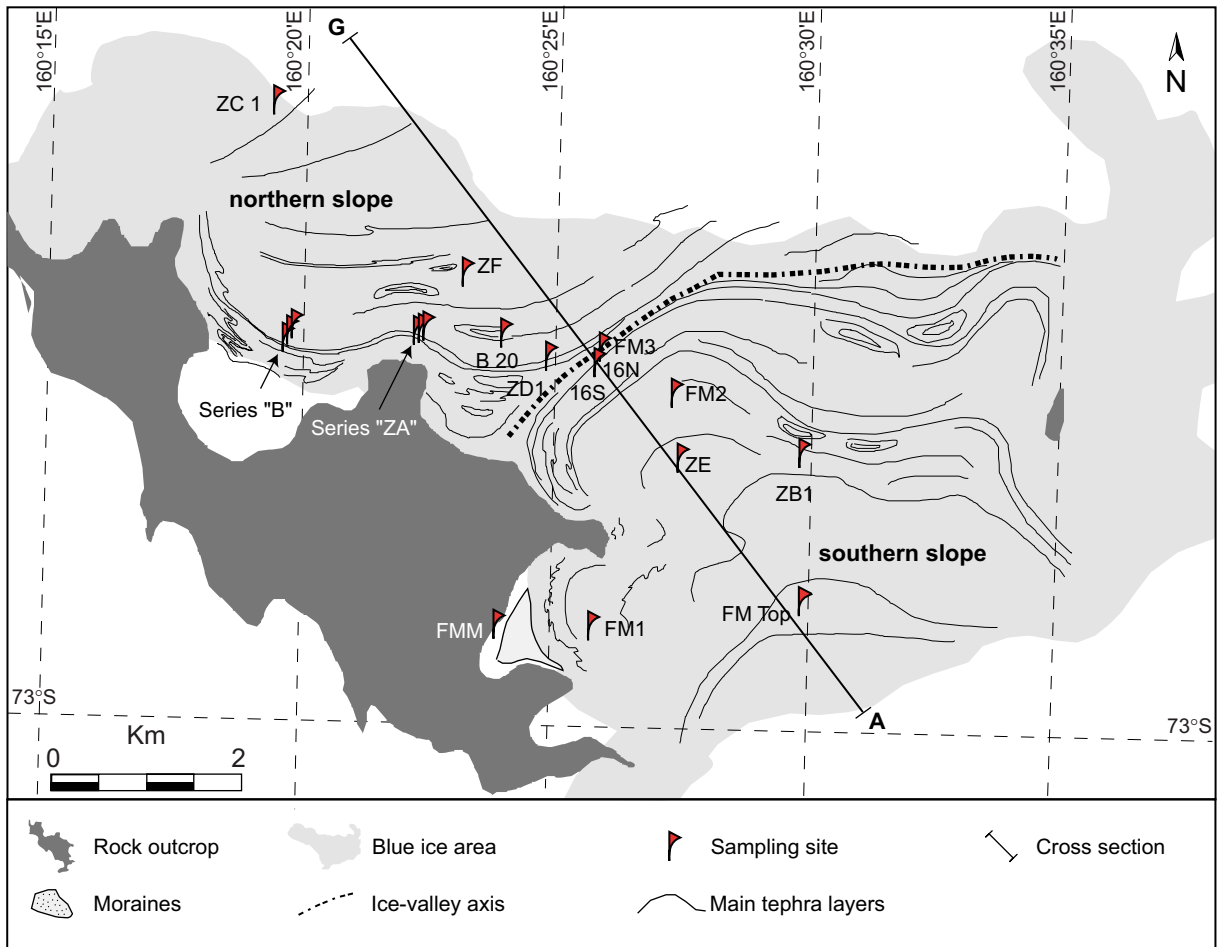 160°15'E
160°20'E
160°25'E
160°30'E
160°35'E
G
N
ZC 1
northern slope
ZF
B 20
ZD1
FM3
16N
16S
FM2
Series "B"
Series "ZA"
ZE
ZB1
southern slope
FMM
FM1
FM Top
A
73°S
73°S
Km
0 2
Rock outcrop
Blue ice area
Sampling site
Cross section
Moraines
Ice-valley axis
Main tephra layers